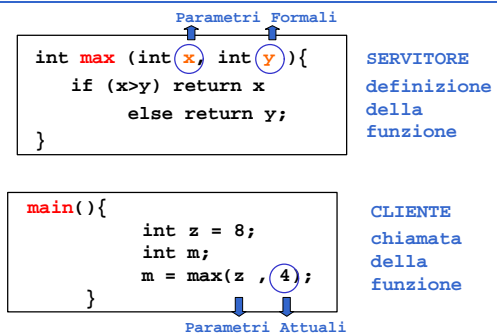 Parametri Formali
int max (int x, int y ){
if (x>y) return x
else return y;
}
SERVITORE
definizione
della
funzione
main(){
int z = 8;
int m;
m = max(z , 4);
}
CLIENTE
chiamata
della
funzione
Parametri Attuali